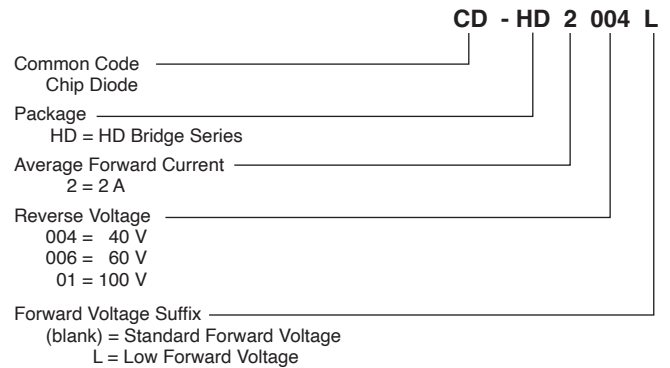 CD - HD 2 004 L
Common Code
Chip Diode
Package
HD = HD Bridge Series
Average Forward Current
2 = 2 A
Reverse Voltage
004 = 40 V
006 = 60 V
01 = 100 V
Forward Voltage Suffix
(blank) = Standard Forward Voltage
L = Low Forward Voltage